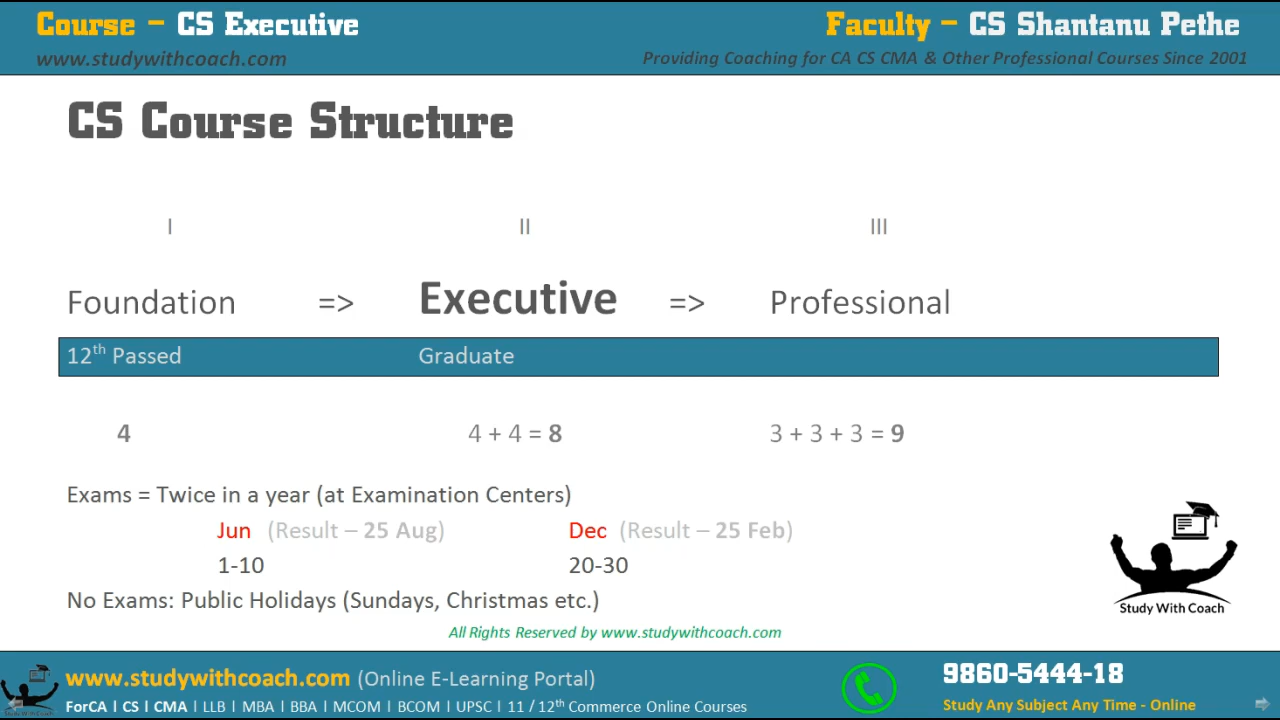 Course – CS Executive
Faculty – CS Shantanu Pethe
www.studywithcoach.com
Providing Coaching for CA CS CMA & Other Professional Courses Since 2001
CS Course Structure
I II III
Foundation => Executive => Professional
12th Passed Graduate
4 4 + 4 = 8 3 + 3 + 3 = 9
Exams = Twice in a year (at Examination Centers)
Jun (Result – 25 Aug) Dec (Result – 25 Feb)
1-10 20-30
No Exams: Public Holidays (Sundays, Christmas etc.)
Study With Coach
All Rights Reserved by www.studywithcoach.com
www.studywithcoach.com (Online E-Learning Portal)
ForCA l CS l CMA l LLB l MBA l BBA l MCOM l BCOM l UPSC l 11 / 12th Commerce Online Courses
Study With Coach
9860-5444-18
Study Any Subject Any Time - Online